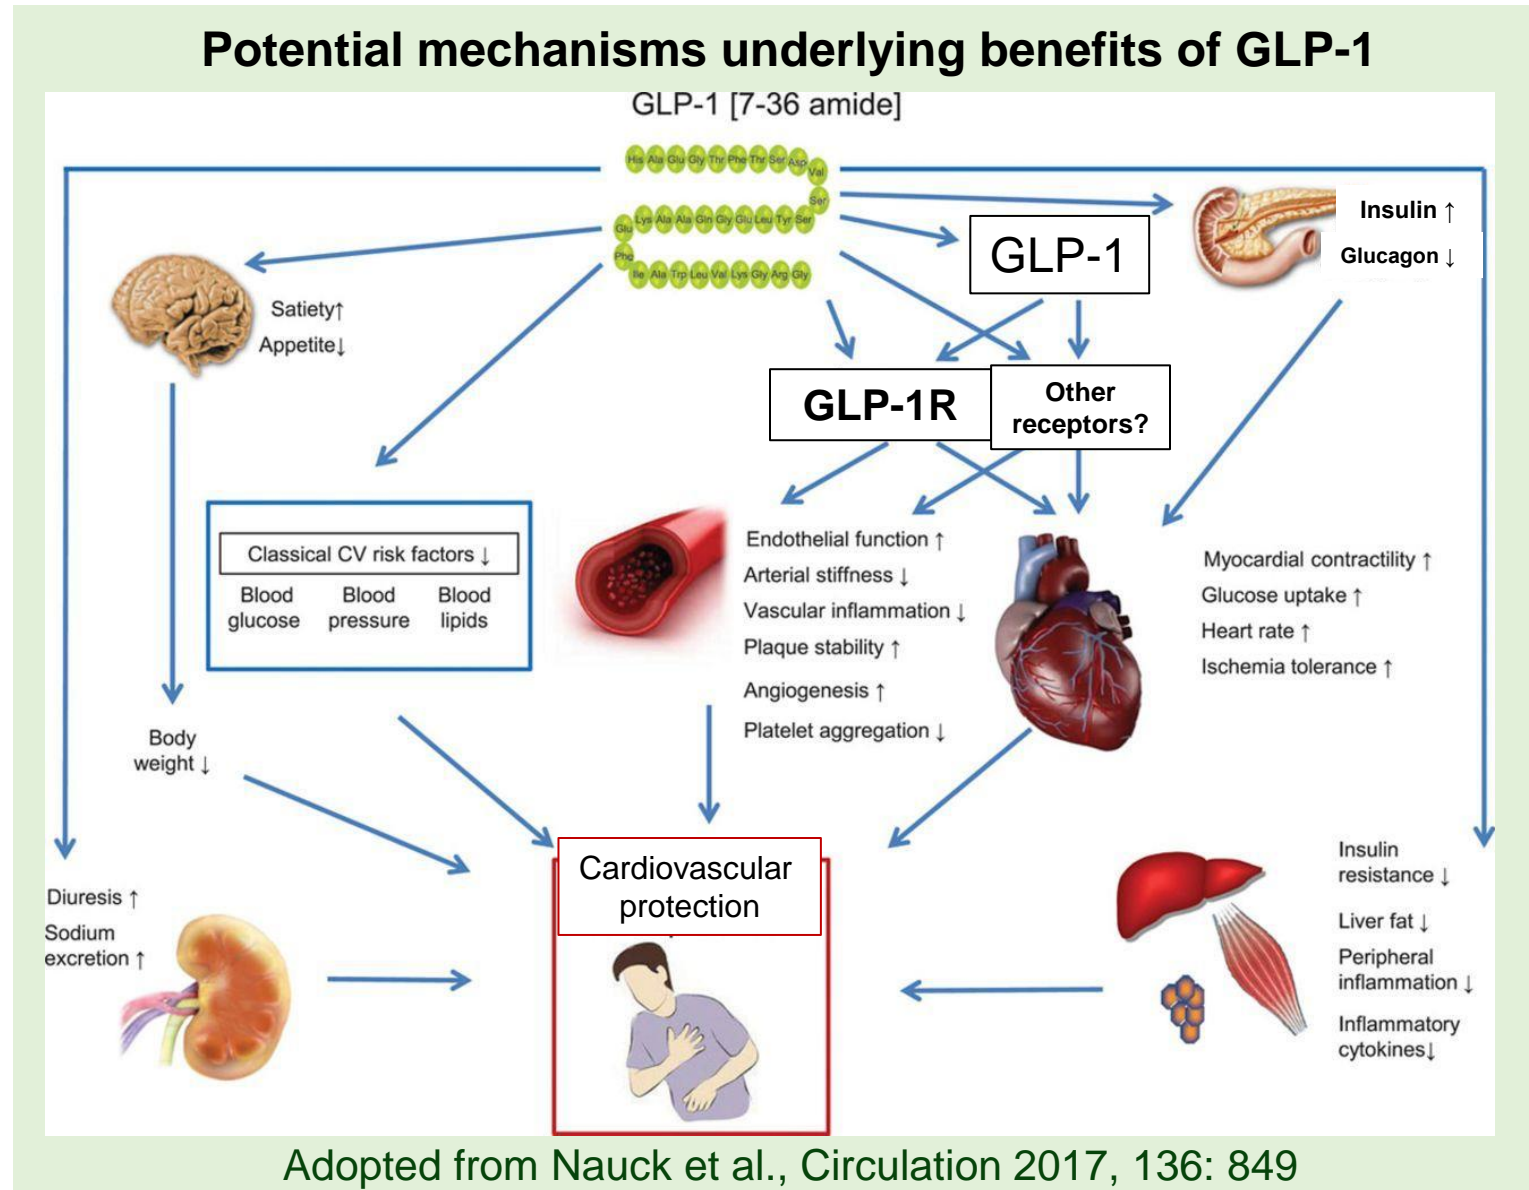 Potential mechanisms underlying benefits of GLP-1
GLP-1 [7-36 amide]
His Ala Glu Gly Thr Phe Thr Ser Asp
Val
Ser
Lys Ala Ala Gln Gly Glu Leu Tyr Ser
Glu
Phe
Ile Ala Trp Leu Val Lys Gly Arg Gly
GLP-1
Insulin ↑
Glucagon ↓
Satiety↑
Appetite↓
GLP-1R
Other
receptors?
Classical CV risk factors ↓
Blood
glucose
Blood
pressure
Blood
lipids
Endothelial function ↑
Arterial stiffness ↓
Vascular inflammation ↓
Plaque stability ↑
Angiogenesis ↑
Platelet aggregation ↓
Myocardial contractility ↑
Glucose uptake ↑
Heart rate ↑
Ischemia tolerance ↑
Body
weight ↓
Cardiovascular
protection
Diuresis ↑
Sodium
excretion ↑
Insulin
resistance ↓
Liver fat ↓
Peripheral
inflammation ↓
Inflammatory
cytokines↓
Adopted from Nauck et al., Circulation 2017, 136: 849